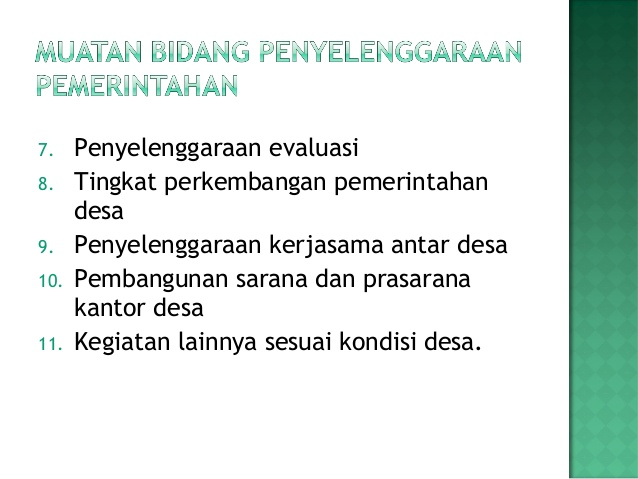 MUATAN BIDANG PENYELENGGARAAN
PEMERINTAHAN
7. Penyelenggaraan evaluasi
8. Tingkat perkembangan pemerintahan
desa
9. Penyelenggaraan kerjasama antar desa
10. Pembangunan sarana dan prasarana
kantor desa
11. Kegiatan lainnya sesuai kondisi desa.